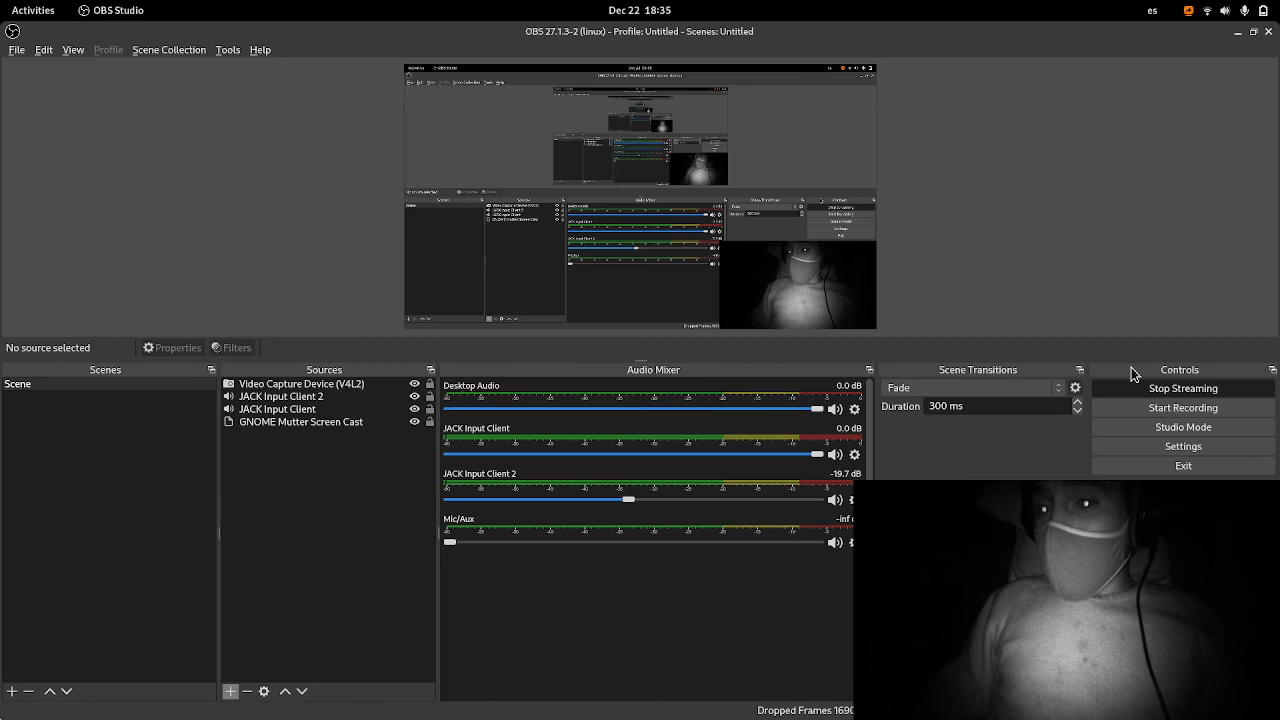 Activities OBS Studio Dec 22 18:35 es
OBS 27.1.3-2 (linux) - Profile: Untitled - Scenes: Untitled
File Edit View Profile Scene Collection Tools Help
No source selected Properties Filters
Scenes Sources Audio Mixer Scene Transitions Controls
Scene
Video Capture Device (V4L2)
JACK Input Client 2
JACK Input Client
GNOME Mutter Screen Cast
Desktop Audio 0.0 dB
JACK Input Client 0.0 dB
JACK Input Client 2 -19.7 dB
Mic/Aux -inf
Fade
Duration 300 ms
Stop Streaming
Start Recording
Studio Mode
Settings
Exit
Dropped Frames 1690